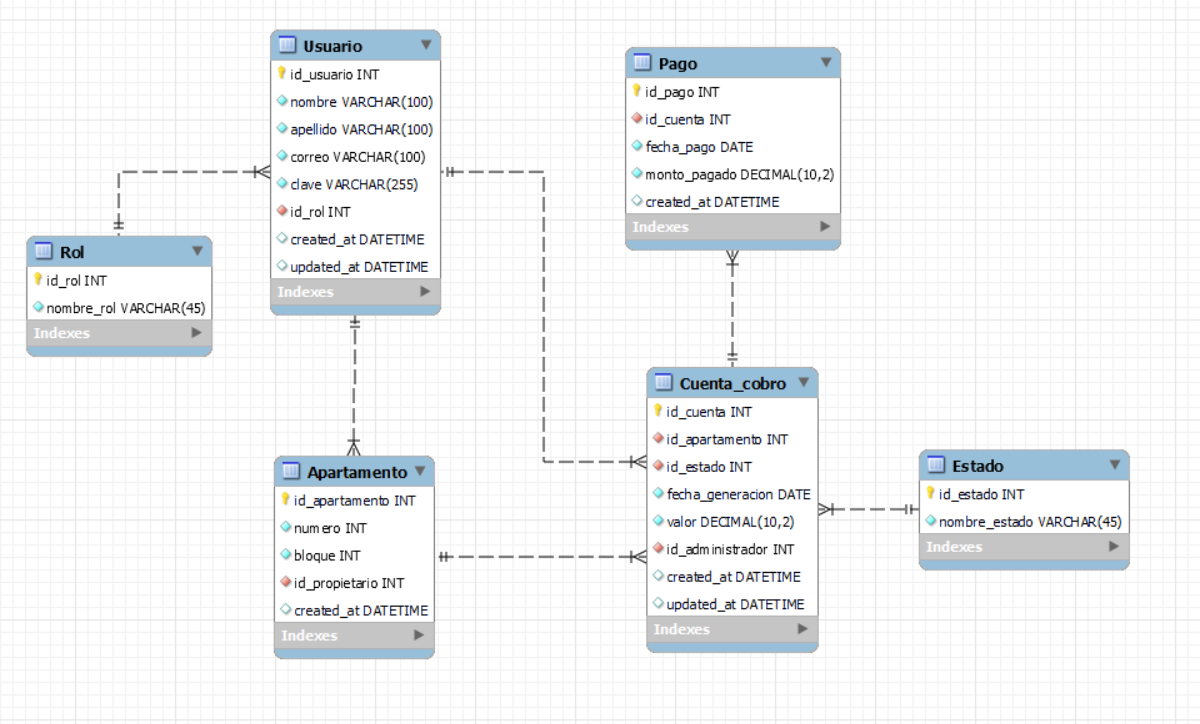 Usuario
id_usuario INT
nombre VARCHAR(100)
apellido VARCHAR(100)
correo VARCHAR(100)
clave VARCHAR(255)
id_rol INT
created_at DATETIME
updated_at DATETIME
Indexes
Pago
id_pago INT
id_cuenta INT
fecha_pago DATE
monto_pagado DECIMAL(10,2)
created_at DATETIME
Indexes
Rol
id_rol INT
nombre_rol VARCHAR(45)
Indexes
Cuenta_cobro
id_cuenta INT
id_apartamento INT
id_estado INT
fecha_generacion DATE
valor DECIMAL(10,2)
id_administrador INT
created_at DATETIME
updated_at DATETIME
Indexes
Estado
id_estado INT
nombre_estado VARCHAR(45)
Indexes
Apartamento
id_apartamento INT
numero INT
bloque INT
id_propietario INT
created_at DATETIME
Indexes